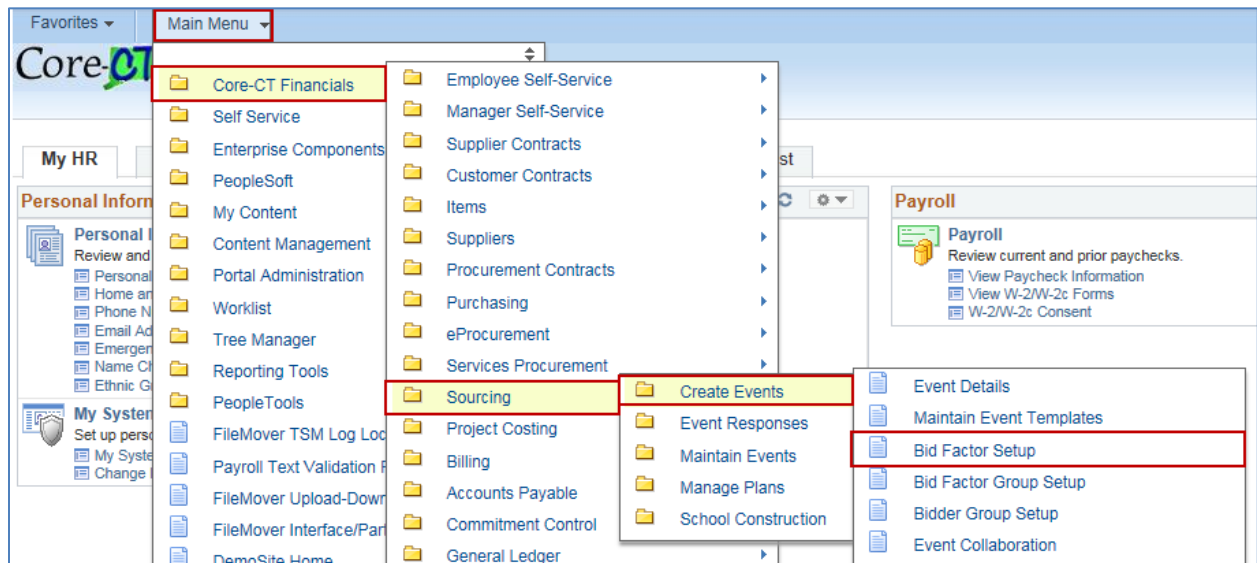 Favorites
Main Menu
Core-CT
My HR
Personal Inform
Personal I
Review and
Personal
Home an
Phone N
Email Ad
Emergen
Name Ch
Ethnic G
My System
Set up perso
My Syste
Change
Core-CT Financials
Self Service
Enterprise Components
PeopleSoft
My Content
Content Management
Portal Administration
Worklist
Tree Manager
Reporting Tools
PeopleTools
FileMover TSM Log Loc
Payroll Text Validation
FileMover Upload-Down
FileMover Interface/Part
DemoSite Home
Employee Self-Service
Manager Self-Service
Supplier Contracts
Customer Contracts
Items
Suppliers
Procurement Contracts
Purchasing
eProcurement
Services Procurement
Sourcing
Project Costing
Billing
Accounts Payable
Commitment Control
General Ledger
Create Events
Event Responses
Maintain Events
Manage Plans
School Construction
Event Details
Maintain Event Templates
Bid Factor Setup
Bid Factor Group Setup
Bidder Group Setup
Event Collaboration
st
Payroll
Payroll
Review current and prior paychecks.
View Paycheck Information
View W-2/W-2c Forms
W-2/W-2c Consent